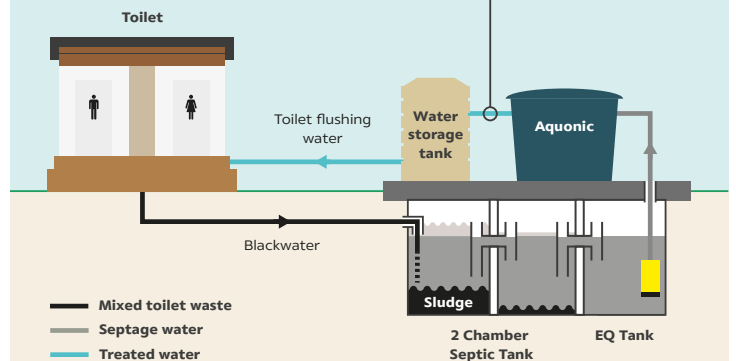 Toilet
Toilet flushing
water
Water
storage
tank
Aquonic
Blackwater
Sludge
Mixed toilet waste
Septage water
Treated water
2 Chamber
Septic Tank
EQ Tank